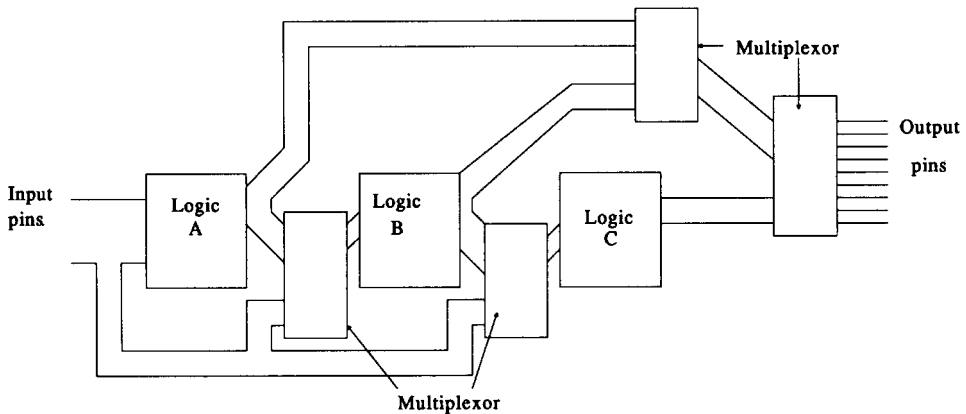 Multiplexor
Output
pins
Input
pins
Logic
A
Logic
B
Logic
C
Multiplexor